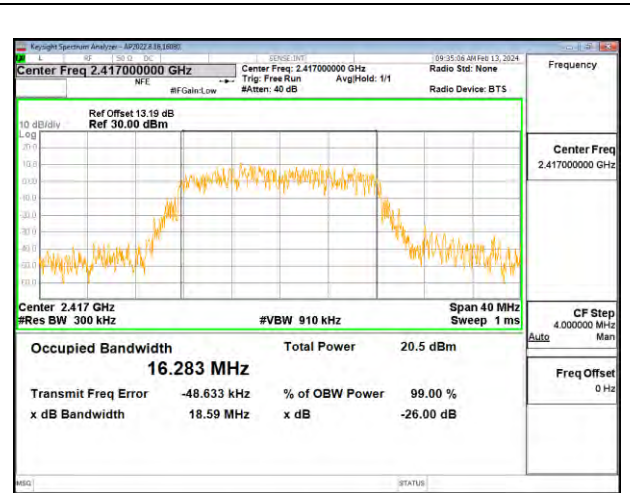 Keysight Spectrum Analyzer - AP2022.8.18,16080
L RF 50 Ω DC SENSE:INT 09:35:06 AM Feb 13, 2024
Center Freq 2.417000000 GHz Center Freq: 2.417000000 GHz Radio Std: None Frequency
NFE Trig: Free Run Avg|Hold: 1/1
#IFGain:Low #Atten: 40 dB Radio Device: BTS
Ref Offset 13.19 dB
10 dB/div Ref 30.00 dBm
Log
20.0
10.0
0.00
Center Freq
2.417000000 GHz
Center 2.417 GHz Span 40 MHz
#Res BW 300 kHz #VBW 910 kHz Sweep 1 ms
CF Step
4.000000 MHz
Auto Man
Occupied Bandwidth Total Power 20.5 dBm
16.283 MHz
Freq Offset
0 Hz
Transmit Freq Error -48.633 kHz % of OBW Power 99.00 %
x dB Bandwidth 18.59 MHz x dB -26.00 dB
MSG STATUS